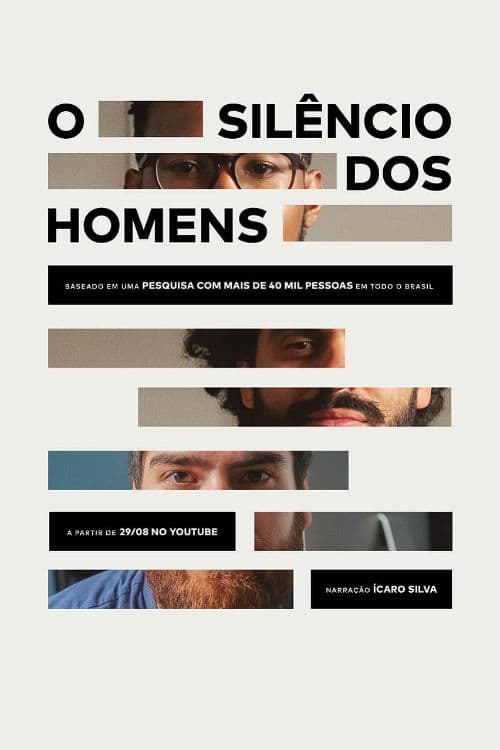 O SILÊNCIO
DOS
HOMENS
BASEADO EM UMA PESQUISA COM MAIS DE 40 MIL PESSOAS EM TODO O BRASIL
A PARTIR DE 29/08 NO YOUTUBE
NARRAÇÃO ÍCARO SILVA